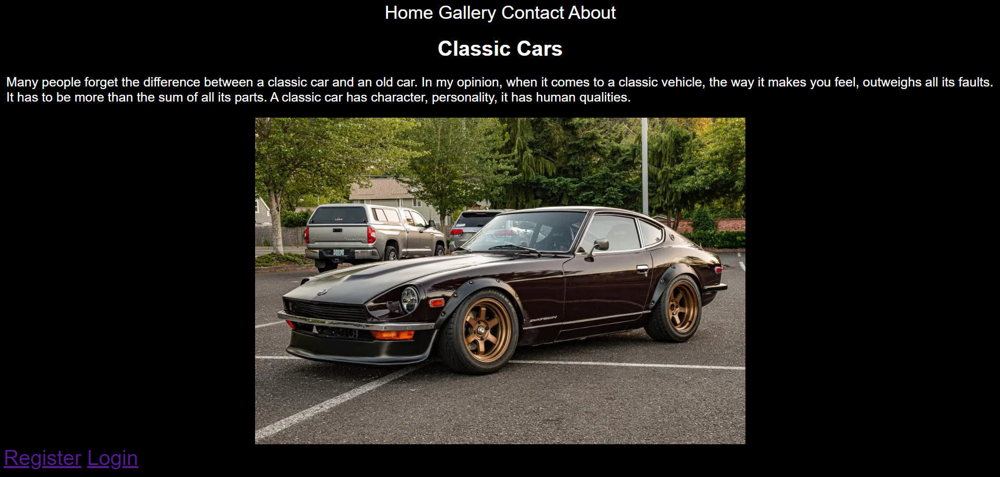 Home Gallery Contact About
Classic Cars
Many people forget the difference between a classic car and an old car. In my opinion, when it comes to a classic vehicle, the way it makes you feel, outweighs all its faults.
It has to be more than the sum of all its parts. A classic car has character, personality, it has human qualities.
TUNDRA
DATSUN
Register Login